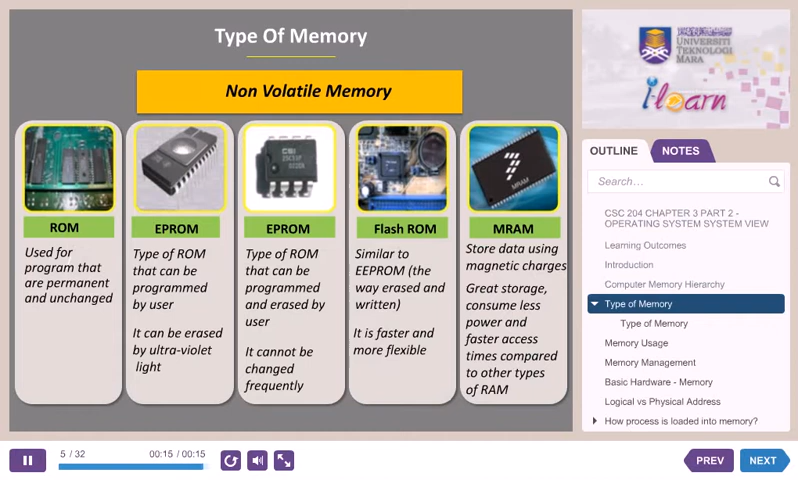 Type Of Memory
Non Volatile Memory
ROM
Used for
program that
are permanent
and unchanged
EPROM
Type of ROM
that can be
programmed
by user
It can be erased
by ultra-violet
light
EPROM
Type of ROM
that can be
programmed
and erased by
user
It cannot be
changed
frequently
Flash ROM
Similar to
EEPROM (the
way erased and
written)
It is faster and
more flexible
MRAM
MRAM
Store data using
magnetic charges
Great storage,
consume less
power and
faster access
times compared
to other types
of RAM
UNIVERSITI
TEKNOLOGI
MARA
i-learn
OUTLINE
NOTES
Search...
CSC 204 CHAPTER 3 PART 2 -
OPERATING SYSTEM SYSTEM VIEW
Learning Outcomes
Introduction
Computer Memory Hierarchy
Type of Memory
Type of Memory
Memory Usage
Memory Management
Basic Hardware - Memory
Logical vs Physical Address
How process is loaded into memory?
5 / 32
00:15 / 00:15
PREV
NEXT